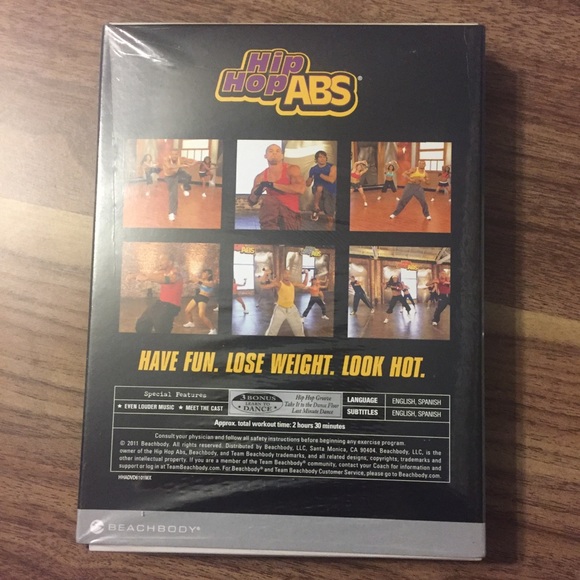 Hip
Hop ABS®
HAVE FUN. LOSE WEIGHT. LOOK HOT.
Special Features
★ EVEN LOUDER MUSIC ★ MEET THE CAST
3 BONUS
LEARN TO
DANCE
Hip Hop Groove
Take It to the Dance Floor
Last Minute Dance
LANGUAGE ENGLISH, SPANISH
SUBTITLES ENGLISH, SPANISH
Approx. total workout time: 2 hours 30 minutes
Consult your physician and follow all safety instructions before beginning any exercise program.
© 2011 Beachbody. All rights reserved. Distributed by Beachbody, LLC, Santa Monica, CA 90404. Beachbody, LLC, is the
owner of the Hip Hop Abs, Beachbody, and Team Beachbody trademarks, and all related designs, copyrights, trademarks and
other intellectual property. If you are a member of the Team Beachbody® community, contact your Coach for information and
support or log in at TeamBeachbody.com. For Beachbody® and Team Beachbody Customer Service, please go to Beachbody.com.
BEACHBODY®